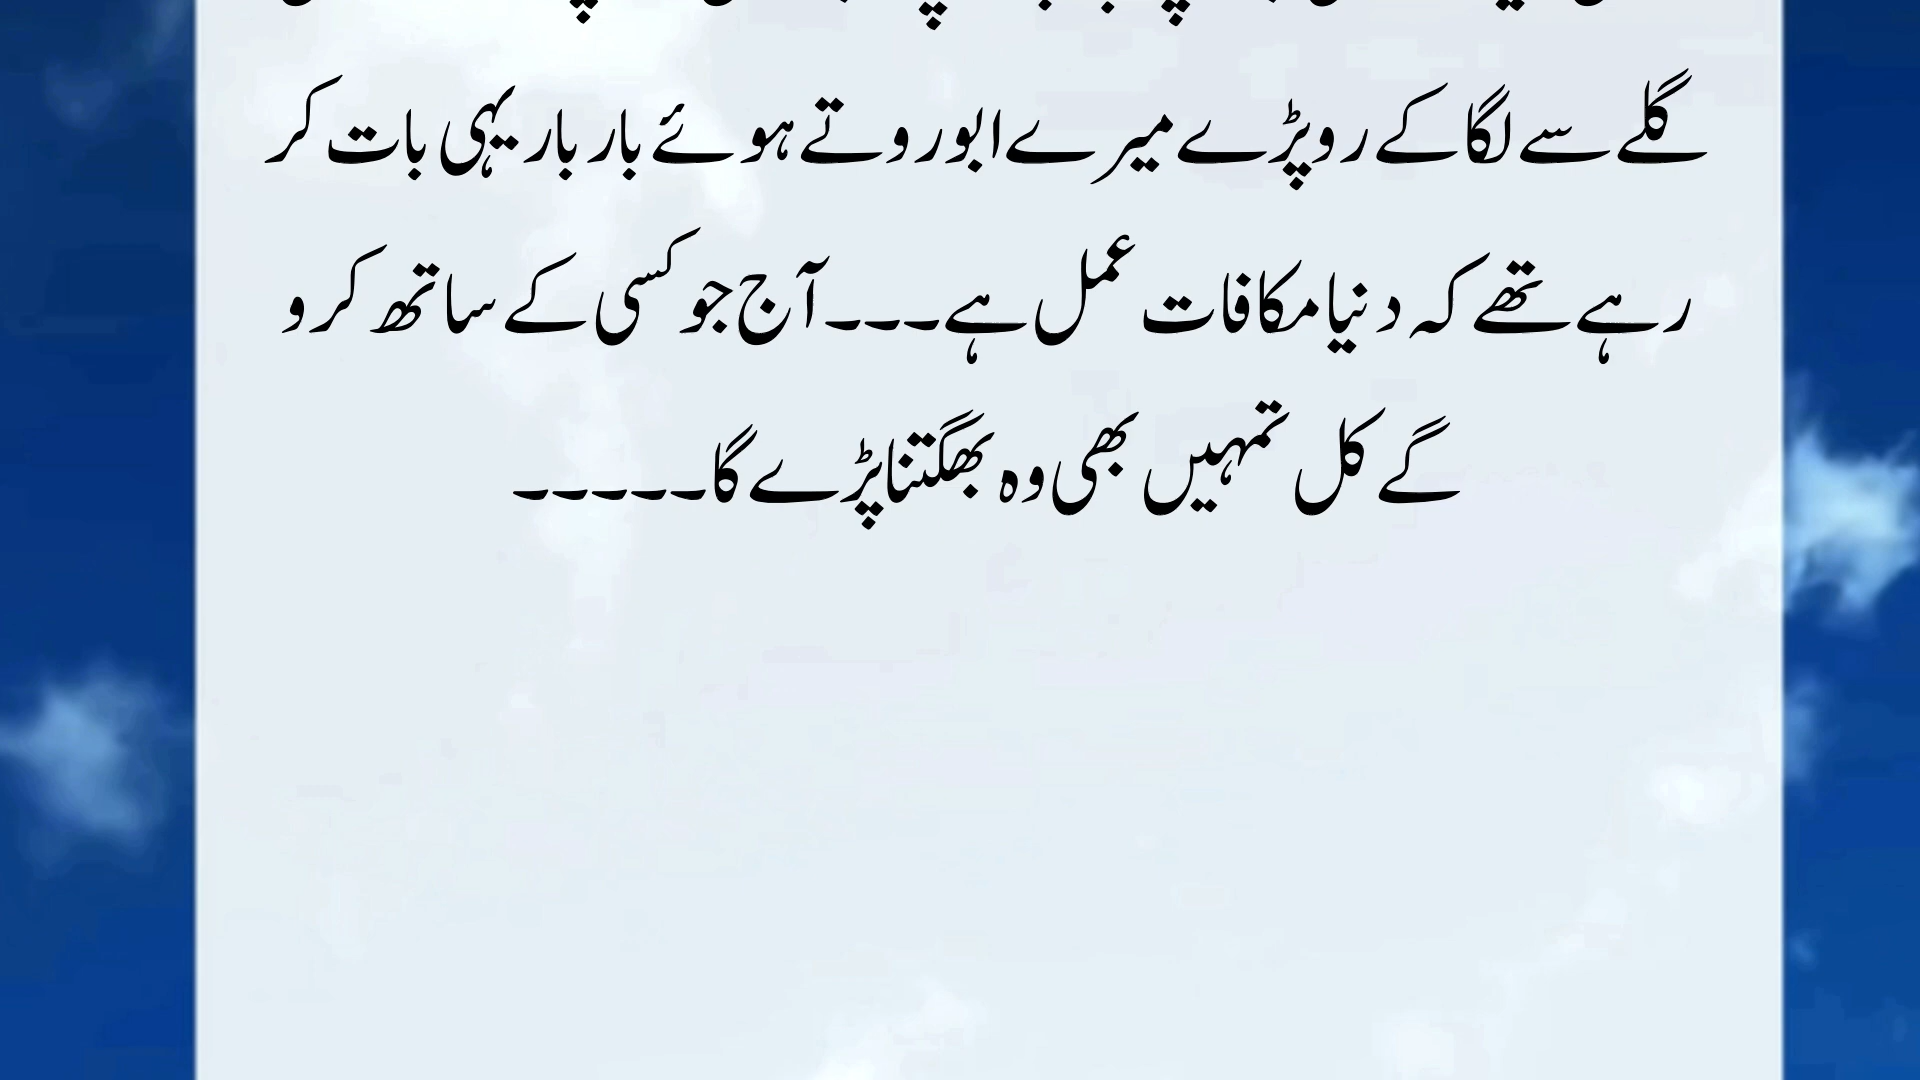 گلے سے لگا کے رو پڑے میرے ابو روتے ہوئے بار بار یہی بات کر
رہے تھے کہ دنیا مکافات عمل ہے۔۔۔ آج جو کسی کے ساتھ کرو
گے کل تمہیں بھی وہ بھگتنا پڑے گا۔۔۔۔۔